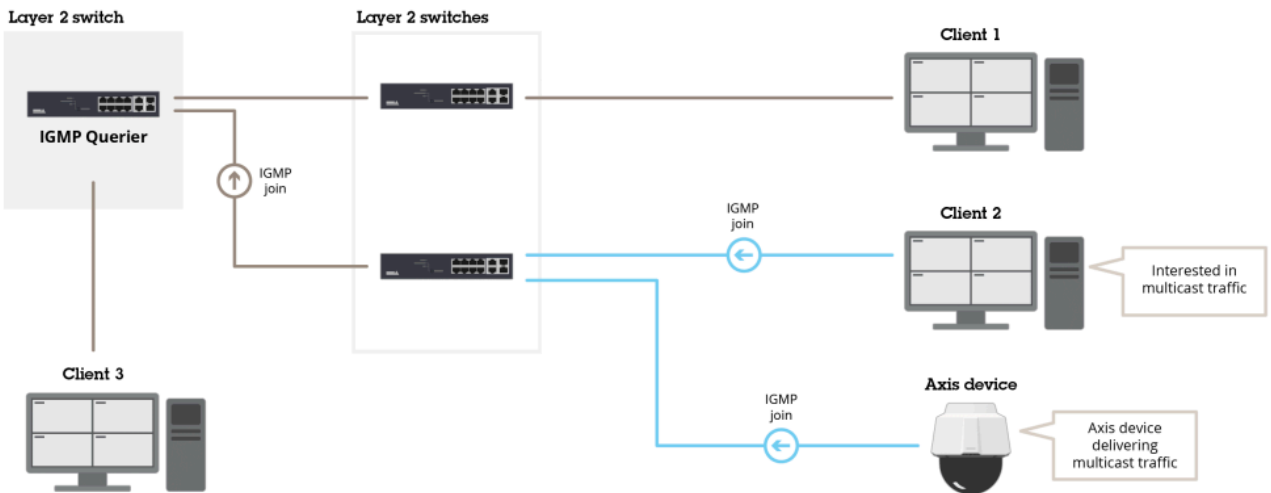 Layer 2 switch
Layer 2 switches
Client 1
IGMP Querier
IGMP
join
IGMP
join
Client 2
Interested in
multicast traffic
Client 3
IGMP
join
Axis device
Axis device
delivering
multicast traffic